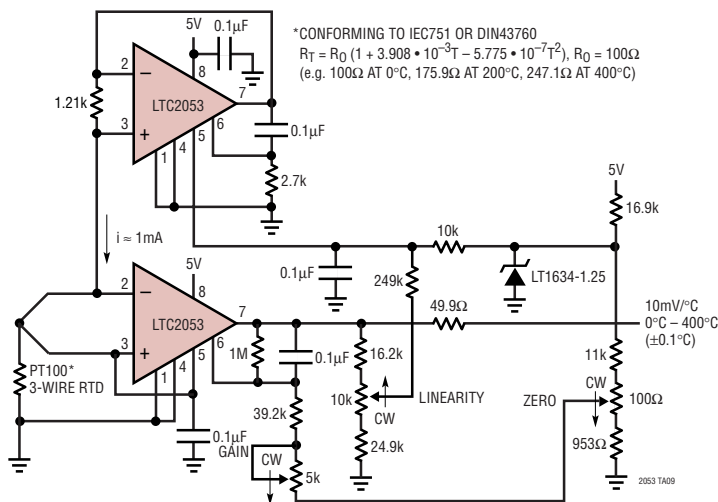 *CONFORMING TO IEC751 OR DIN43760
R_T = R_O (1 + 3.908 • 10⁻³T – 5.775 • 10⁻⁷T²), R_O = 100Ω
(e.g. 100Ω AT 0°C, 175.9Ω AT 200°C, 247.1Ω AT 400°C)
5V
0.1µF
8
2
–
LTC2053
7
1.21k
3
+
6
5
4
1
0.1µF
2.7k
5V
16.9k
10k
i ≈ 1mA
0.1µF
249k
LT1634-1.25
5V
8
2
–
LTC2053
7
49.9Ω
10mV/°C
0°C – 400°C
(±0.1°C)
3
+
6
5
4
1
1M
0.1µF
16.2k
11k
PT100*
3-WIRE RTD
10k
LINEARITY
CW
ZERO
CW
100Ω
39.2k
24.9k
953Ω
0.1µF
GAIN
CW
5k
2053 TA09